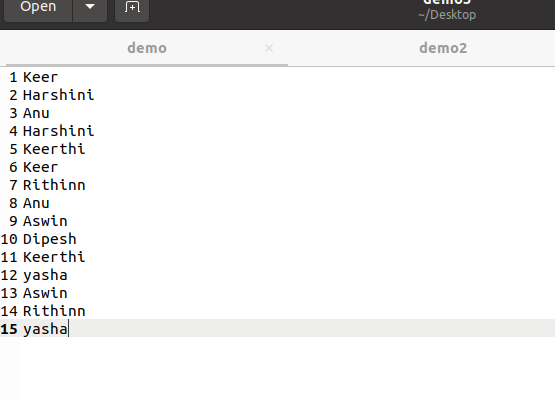 Open
~/Desktop
demo
demo2
1 Keer
2 Harshini
3 Anu
4 Harshini
5 Keerthi
6 Keer
7 Rithinn
8 Anu
9 Aswin
10 Dipesh
11 Keerthi
12 yasha
13 Aswin
14 Rithinn
15 yasha